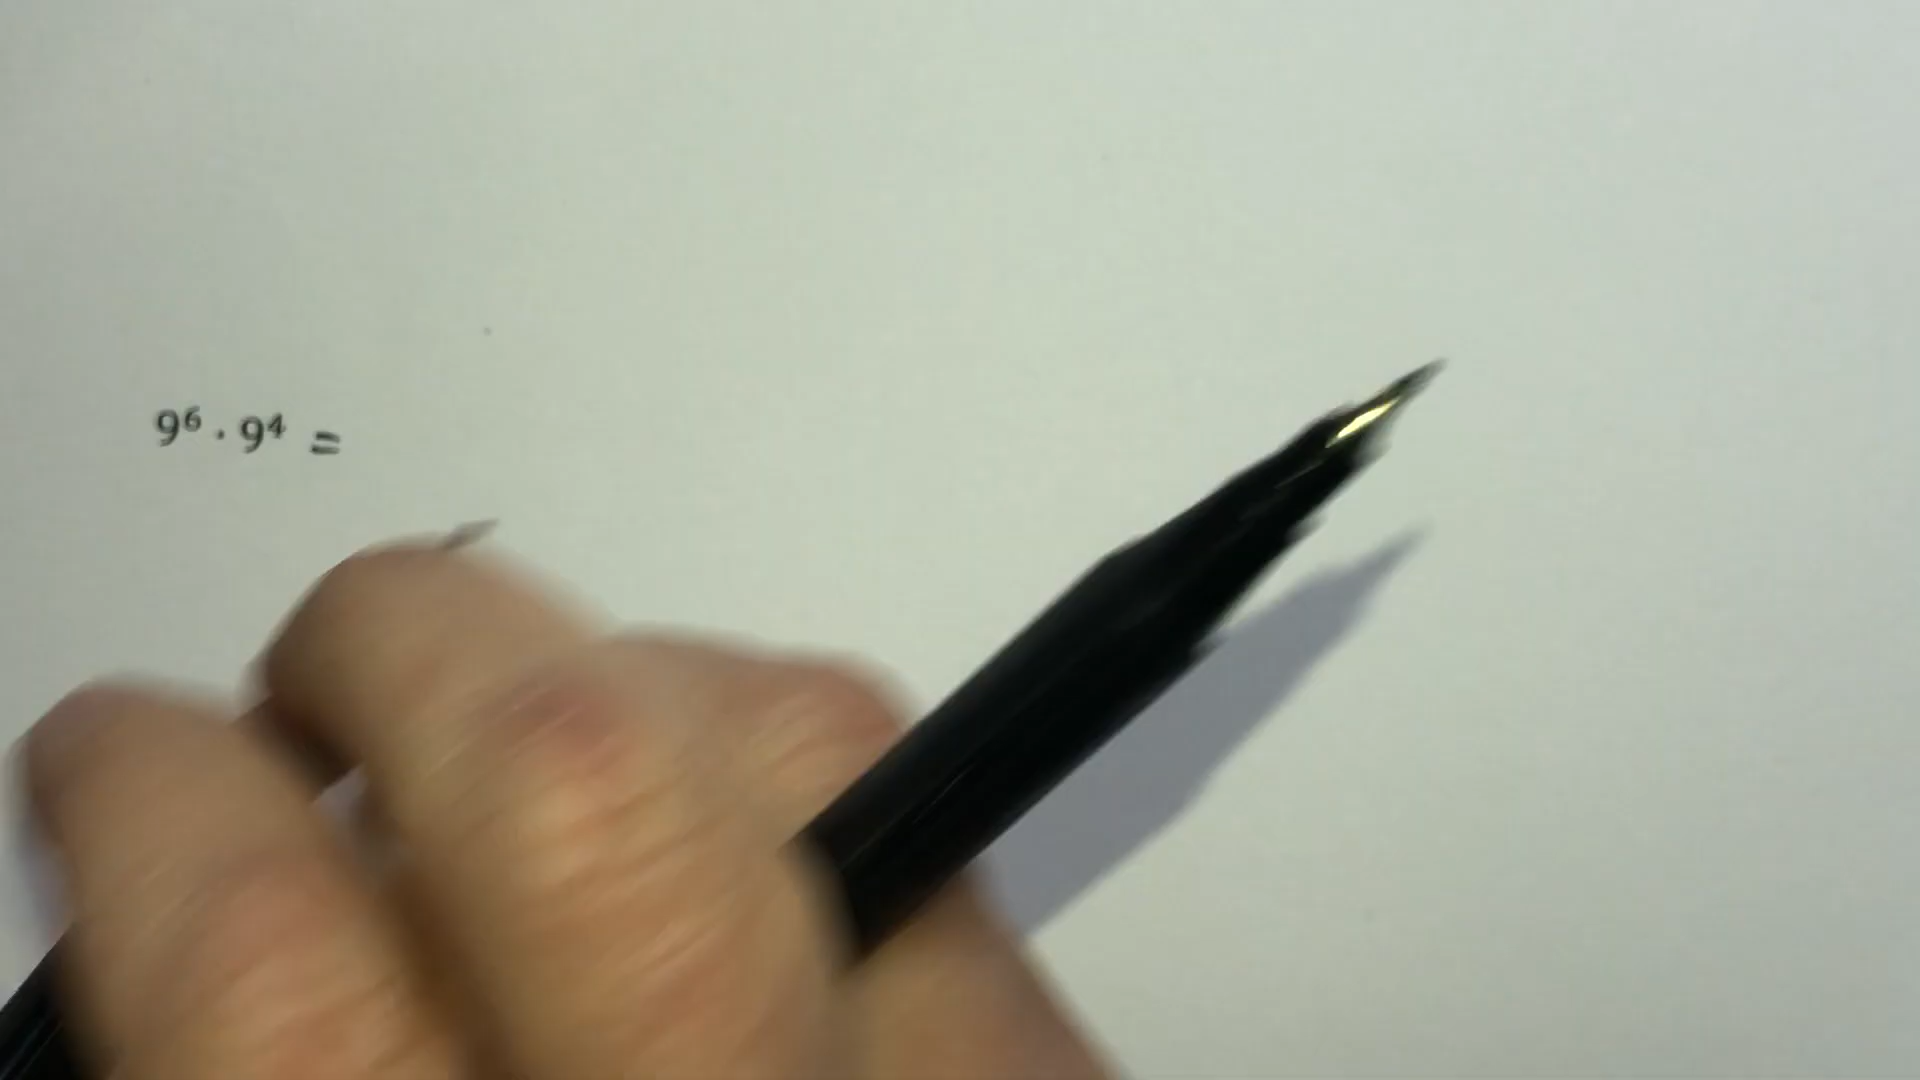 9⁶ · 9⁴ =